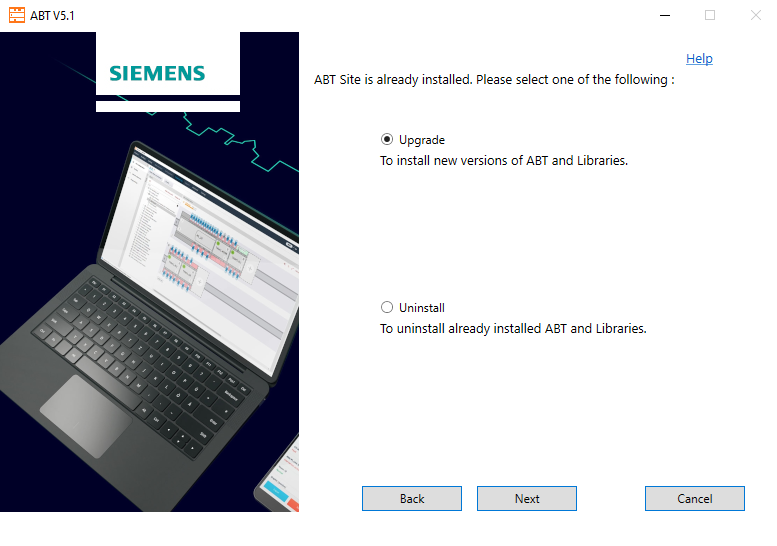 ABT V5.1
SIEMENS
Help
ABT Site is already installed. Please select one of the following :
Upgrade
To install new versions of ABT and Libraries.
Uninstall
To uninstall already installed ABT and Libraries.
Back
Next
Cancel